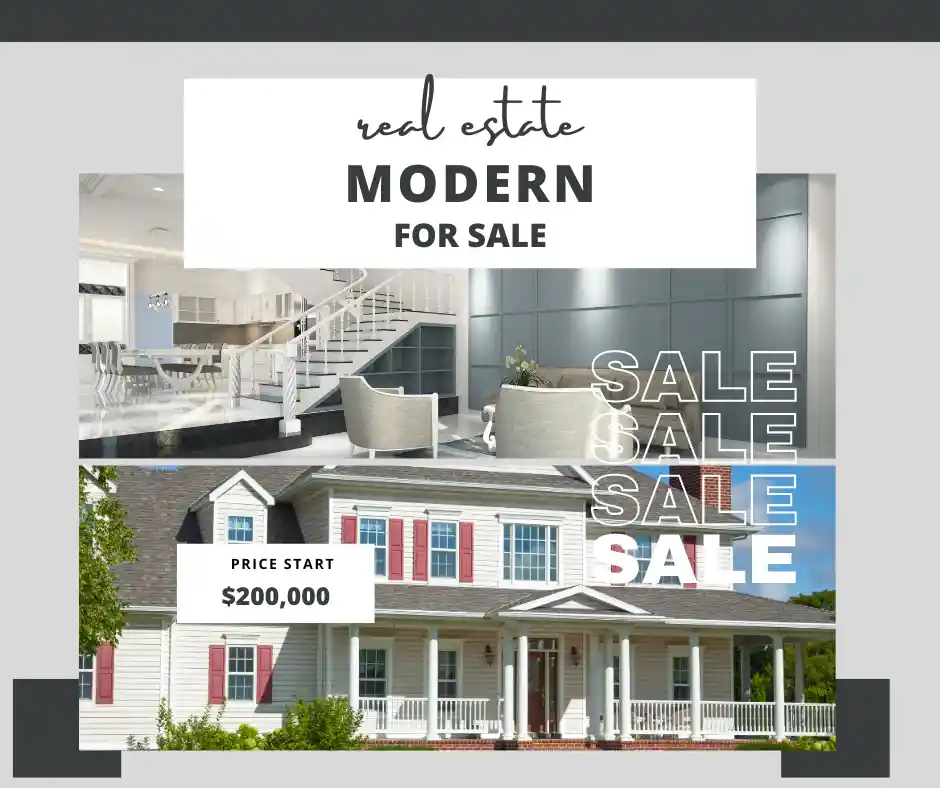 real estate
MODERN
FOR SALE
SALE
SALE
SALE
SALE
PRICE START
$200,000